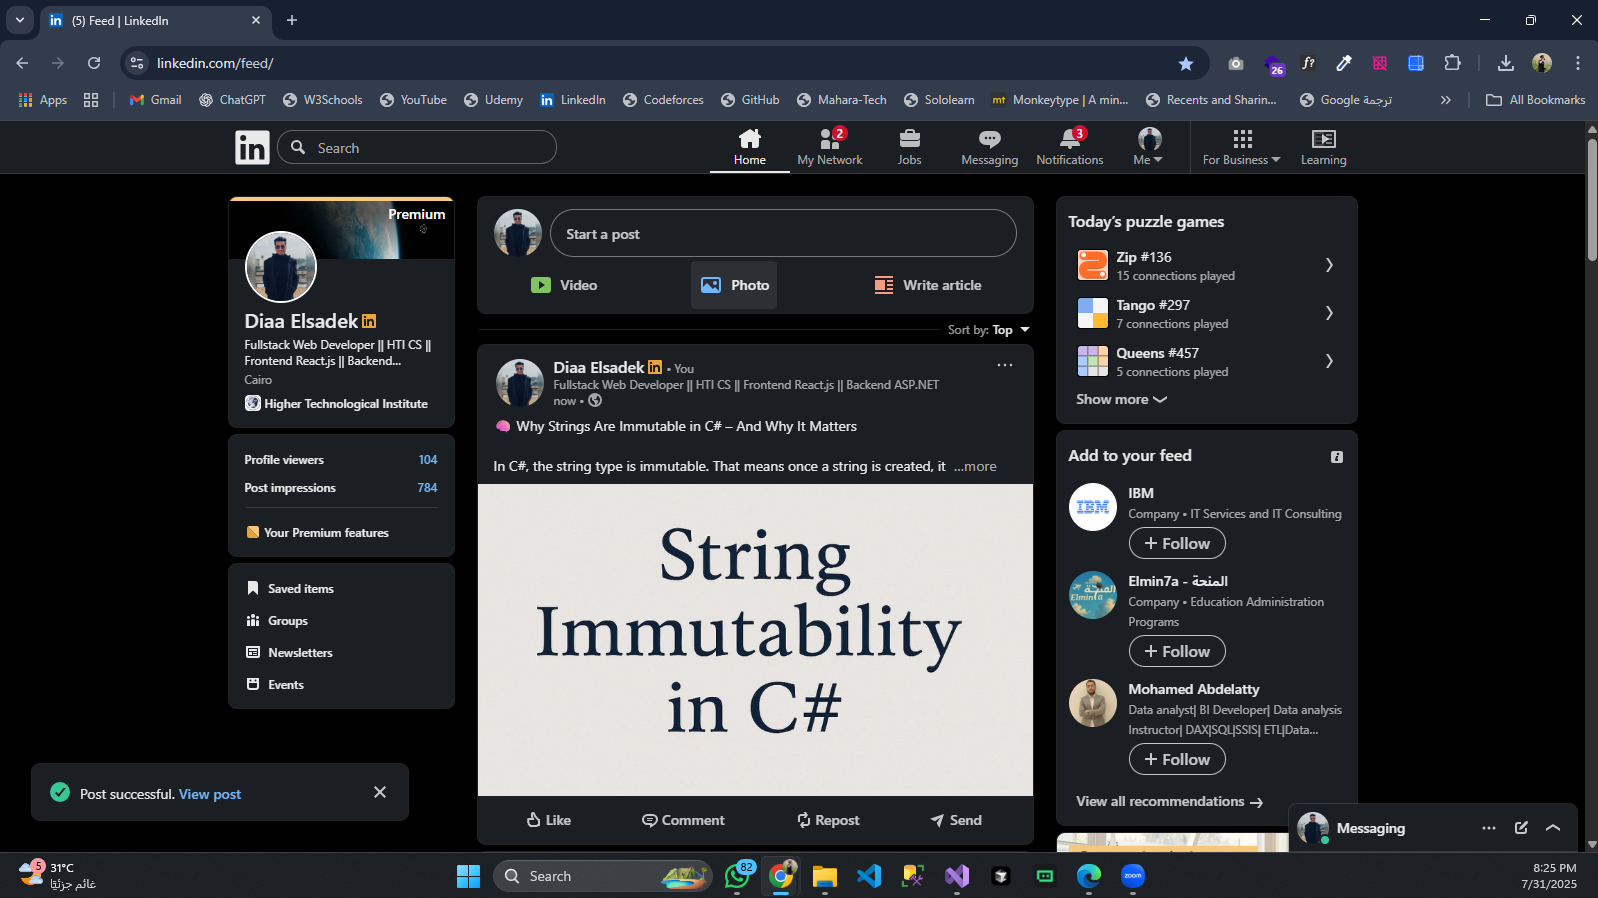 (5) Feed | LinkedIn
linkedin.com/feed/
26
f?
Apps
Gmail
ChatGPT
W3Schools
YouTube
Udemy
in LinkedIn
Codeforces
GitHub
Mahara-Tech
Sololearn
mt Monkeytype | A min...
Recents and Sharin...
ترجمة Google
All Bookmarks
in
Search
Home
2
My Network
Jobs
Messaging
3
Notifications
Me
For Business
Learning
Premium
Diaa Elsadek in
Fullstack Web Developer || HTI CS ||
Frontend React.js || Backend...
Cairo
Higher Technological Institute
Profile viewers 104
Post impressions 784
Your Premium features
Saved items
Groups
Newsletters
Events
Start a post
Video
Photo
Write article
Sort by: Top
Diaa Elsadek in • You
Fullstack Web Developer || HTI CS || Frontend React.js || Backend ASP.NET
now •
🧠 Why Strings Are Immutable in C# – And Why It Matters
In C#, the string type is immutable. That means once a string is created, it ...more
String
Immutability
in C#
Like
Comment
Repost
Send
Today's puzzle games
Zip #136
15 connections played
Tango #297
7 connections played
Queens #457
5 connections played
Show more
Add to your feed
IBM
IBM
Company • IT Services and IT Consulting
+ Follow
المنحة
Elmin7a
Elmin7a - المنحة
Company • Education Administration
Programs
+ Follow
Mohamed Abdelatty
Data analyst| BI Developer| Data analysis
Instructor| DAX|SQL|SSIS| ETL|Data...
+ Follow
View all recommendations →
Post successful. View post
Messaging
5
31°C
غائم جزئيًا
Search
82
zoom
8:25 PM
7/31/2025